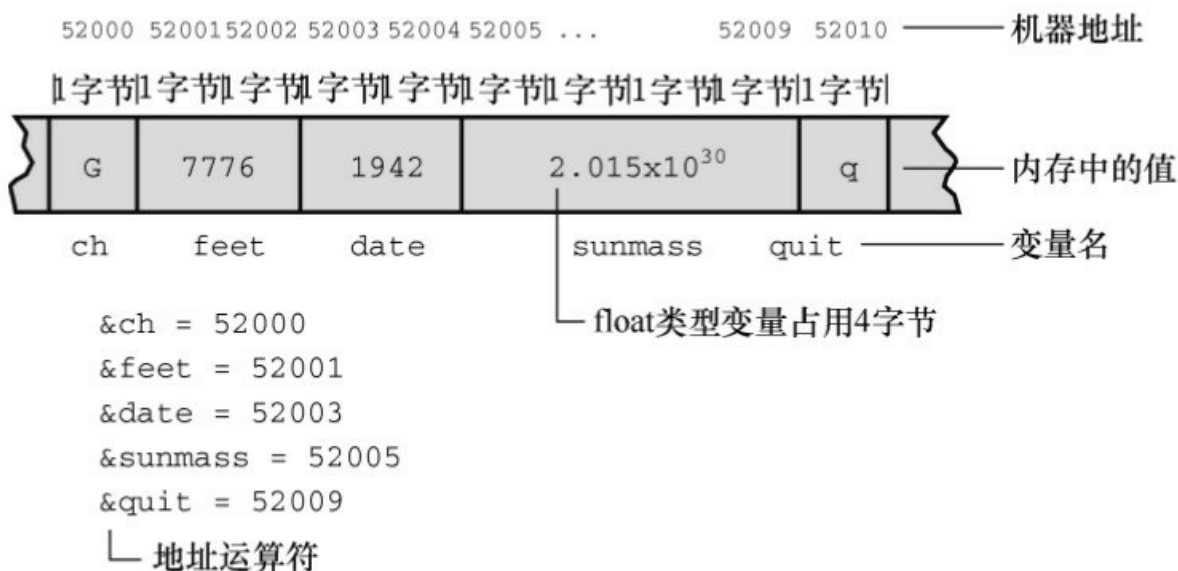 52000 52001 52002 52003 52004 52005 ... 52009 52010 机器地址
1字节 1字节 1字节 1字节 1字节 1字节 1字节 1字节 1字节 1字节
G 7776 1942 2.015x10³⁰ q 内存中的值
ch feet date sunmass quit 变量名
float类型变量占用4字节
&ch = 52000
&feet = 52001
&date = 52003
&sunmass = 52005
&quit = 52009
地址运算符